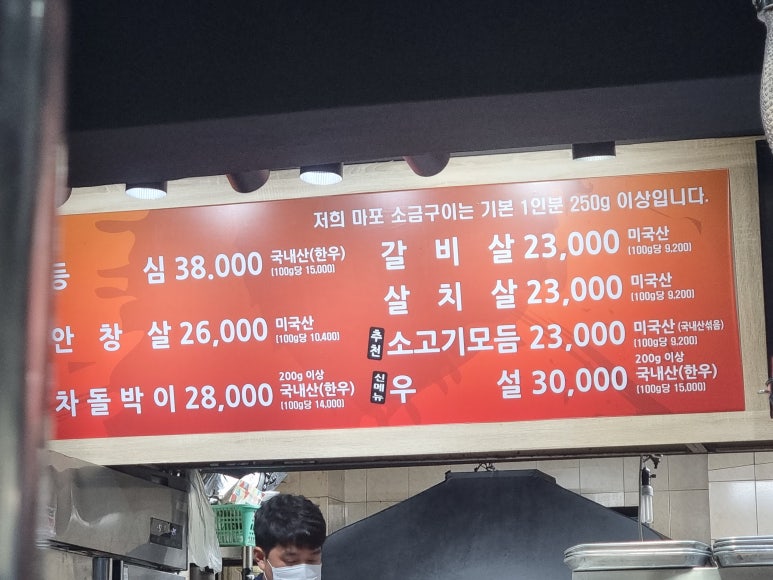 저희 마포 소금구이는 기본 1인분 250g 이상입니다.
등 심 38.000 국내산(한우)
(100g당 15.000)
안 창 살 26,000 미국산
(100g당 10.400)
차 돌 박 이 28,000 200g 이상
국내산(한우)
(100g당 14.000)
갈 비 살 23,000 미국산
(100g당 9.200)
살 치 살 23,000 미국산
(100g당 9.200)
추천 소고기모듬 23,000 미국산 (국내산섞음)
(100g당 9.200)
신메뉴 우 설 30,000 200g 이상
국내산(한우)
(100g당 15.000)